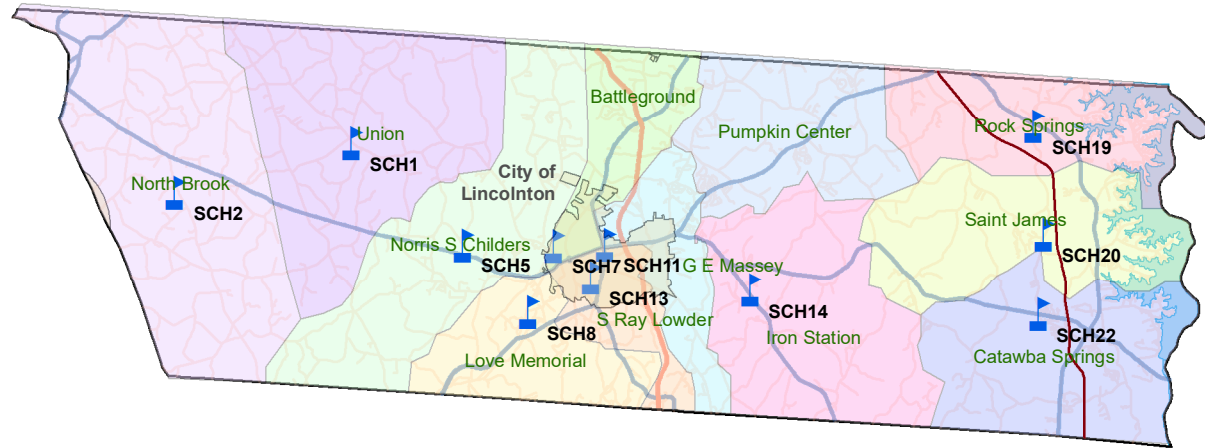 Battleground
Union
Pumpkin Center
Rock Springs
SCH19
SCH1
City of
Lincolnton
North Brook
SCH2
Saint James
Norris S Childers
SCH5
SCH7
SCH11
G E Massey
SCH20
SCH13
SCH14
S Ray Lowder
SCH8
Iron Station
SCH22
Love Memorial
Catawba Springs